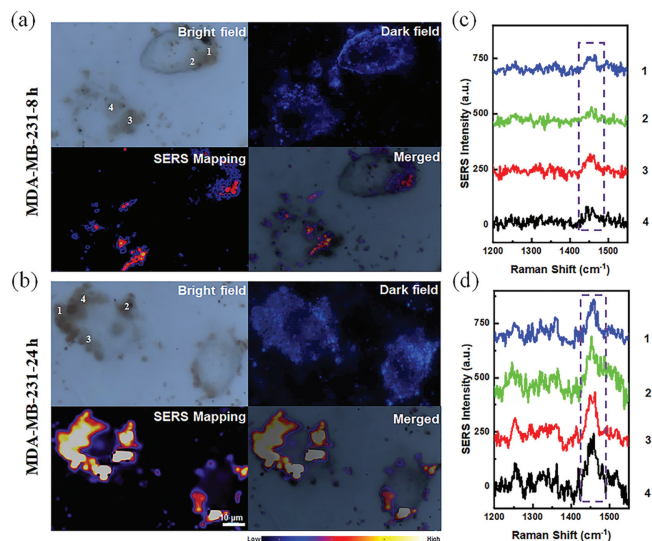 (a)
MDA-MB-231-8 h
Bright field
1
2
4
3
Dark field
SERS Mapping
Merged
(b)
MDA-MB-231-24 h
Bright field
1
4
2
3
Dark field
SERS Mapping
10 μm
Merged
Low
High
(c)
SERS Intensity (a.u.)
750
500
250
0
1
2
3
4
1200
1300
1400
1500
Raman Shift (cm⁻¹)
(d)
SERS Intensity (a.u.)
750
500
250
0
1
2
3
4
1200
1300
1400
1500
Raman Shift (cm⁻¹)